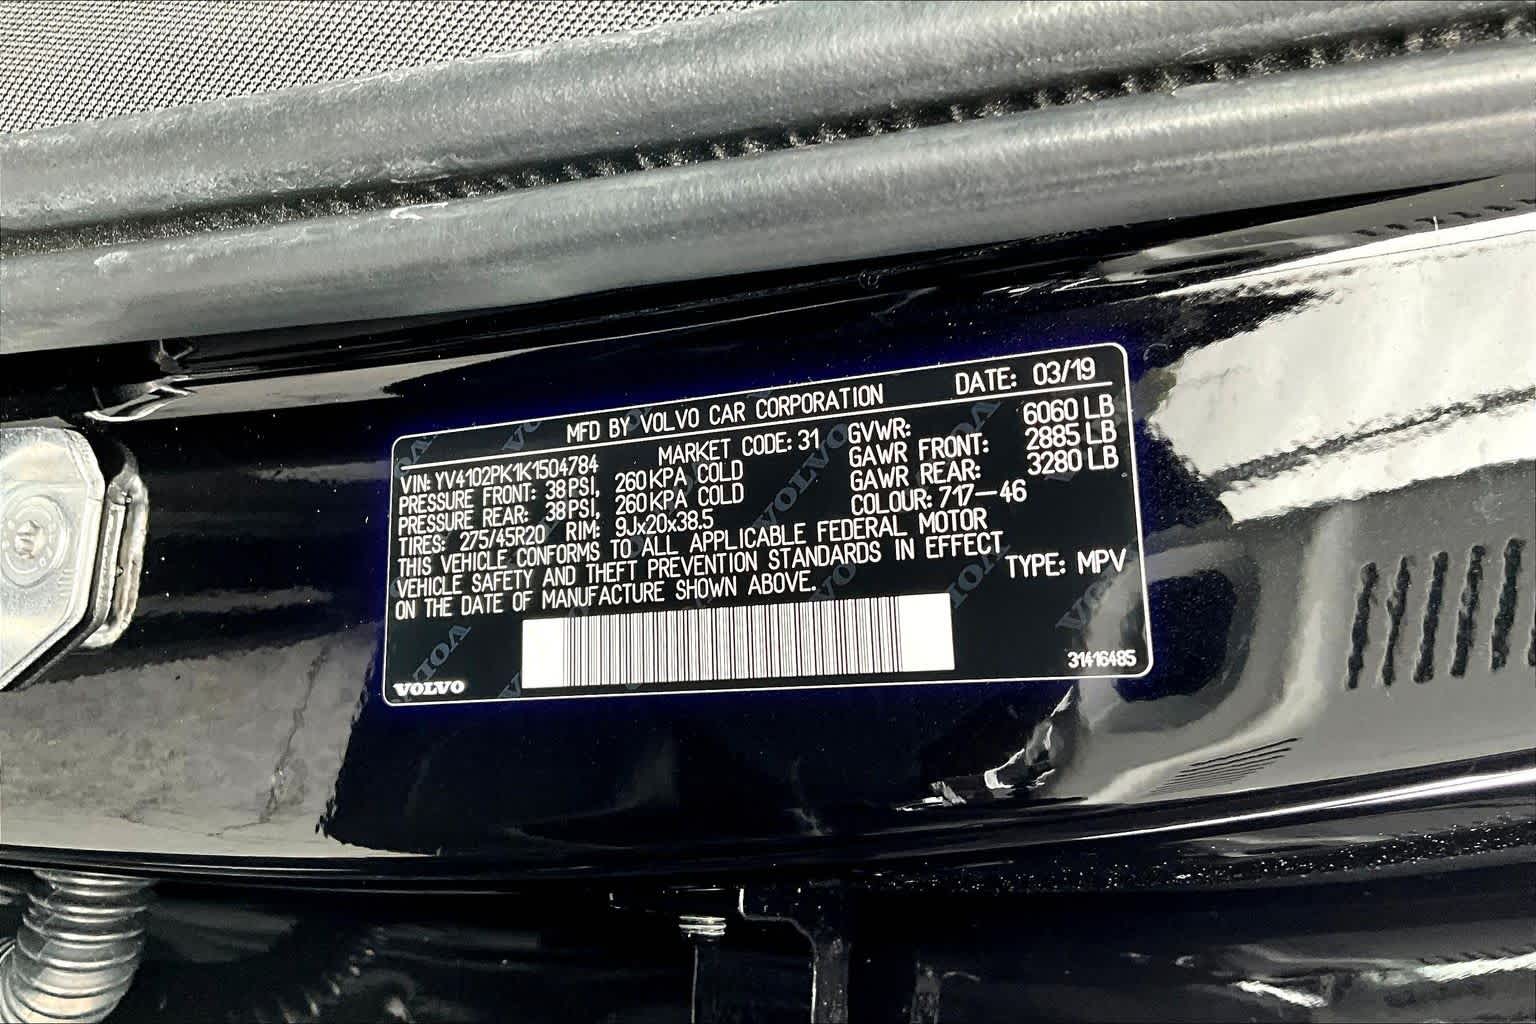 MFD BY VOLVO CAR CORPORATION DATE: 03/19
VIN: YV4102PK1K1504784 MARKET CODE: 31 GVWR: 6060 LB
PRESSURE FRONT: 38 PSI, 260 KPA COLD GAWR FRONT: 2885 LB
PRESSURE REAR: 38 PSI, 260 KPA COLD GAWR REAR: 3280 LB
TIRES: 275/45R20 RIM: 9Jx20x38.5 COLOUR: 717-46
THIS VEHICLE CONFORMS TO ALL APPLICABLE FEDERAL MOTOR
VEHICLE SAFETY AND THEFT PREVENTION STANDARDS IN EFFECT
ON THE DATE OF MANUFACTURE SHOWN ABOVE. TYPE: MPV
VOLVO 31416485